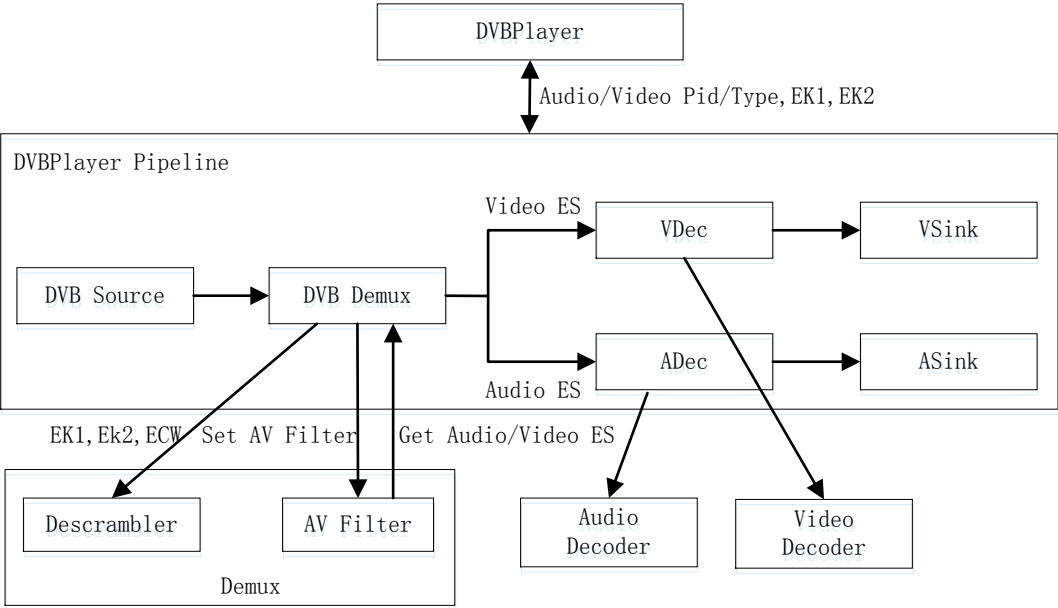 DVBPlayer
Audio/Video Pid/Type,EK1,EK2
DVBPlayer Pipeline
Video ES
VDec
VSink
DVB Source
DVB Demux
ADec
ASink
Audio ES
EK1,Ek2,ECW
Set AV Filter
Get Audio/Video ES
Descrambler
AV Filter
Audio
Decoder
Video
Decoder
Demux